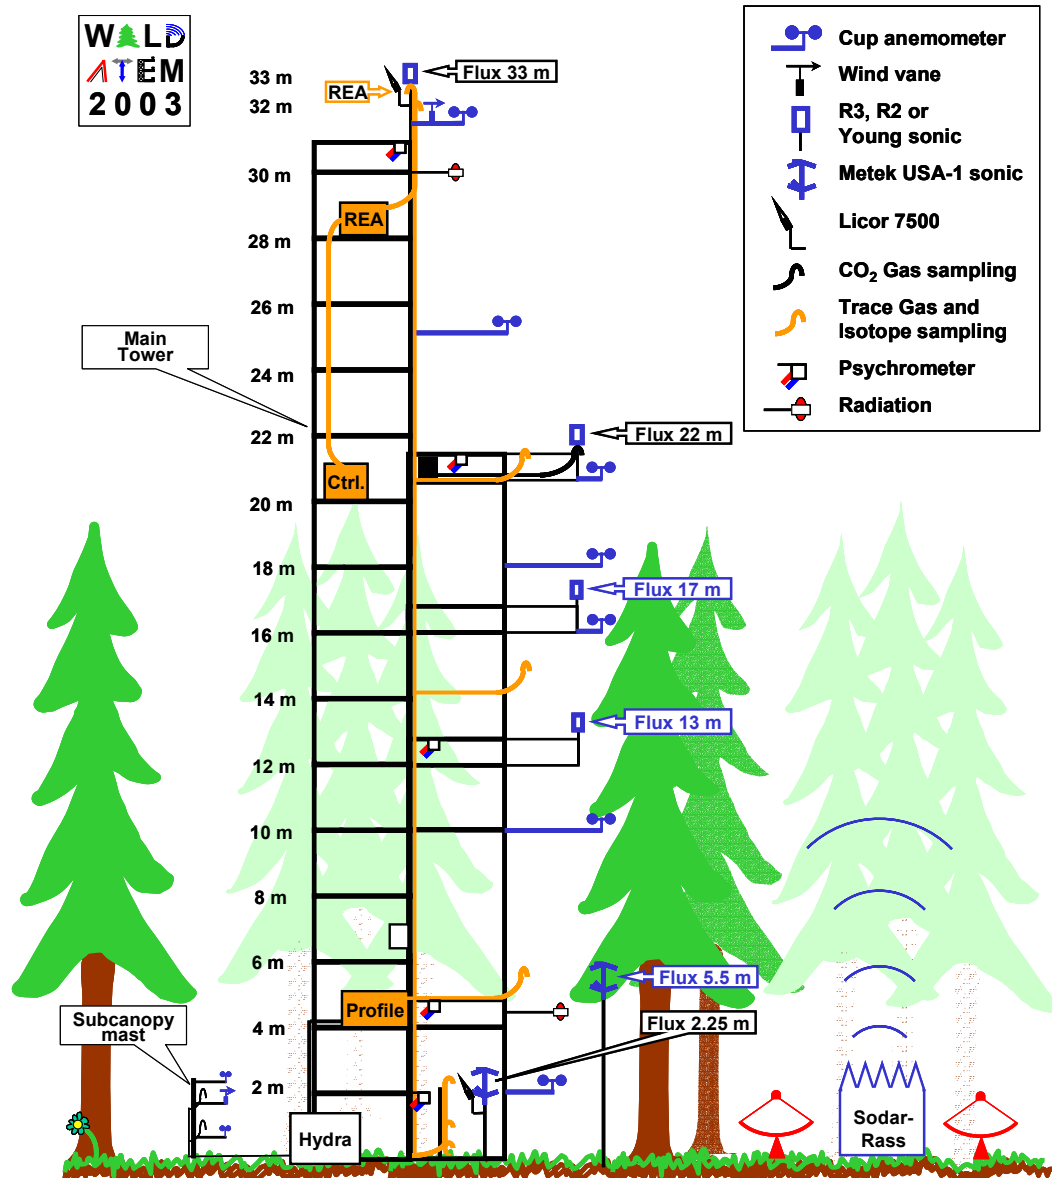 WALD
ATEM
2003
33 m
32 m
30 m
28 m
26 m
24 m
22 m
20 m
18 m
16 m
14 m
12 m
10 m
8 m
6 m
4 m
2 m
Flux 33 m
REA
REA
Main
Tower
Ctrl.
Flux 22 m
Flux 17 m
Flux 13 m
Flux 5.5 m
Profile
Flux 2.25 m
Subcanopy
mast
Hydra
Sodar-
Rass
Cup anemometer
Wind vane
R3, R2 or
Young sonic
Metek USA-1 sonic
Licor 7500
CO₂ Gas sampling
Trace Gas and
Isotope sampling
Psychrometer
Radiation